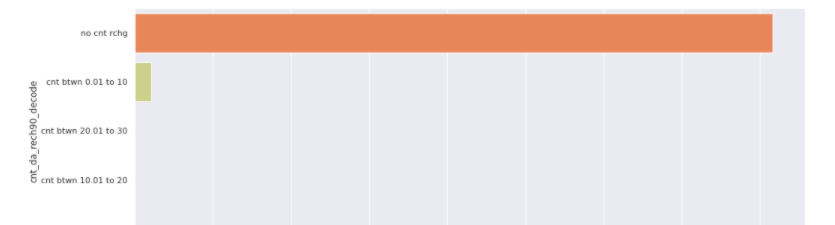 no cnt rchg
cnt btwn 0.01 to 10
cnt btwn 20.01 to 30
cnt btwn 10.01 to 20
cnt_da_rech90_decode